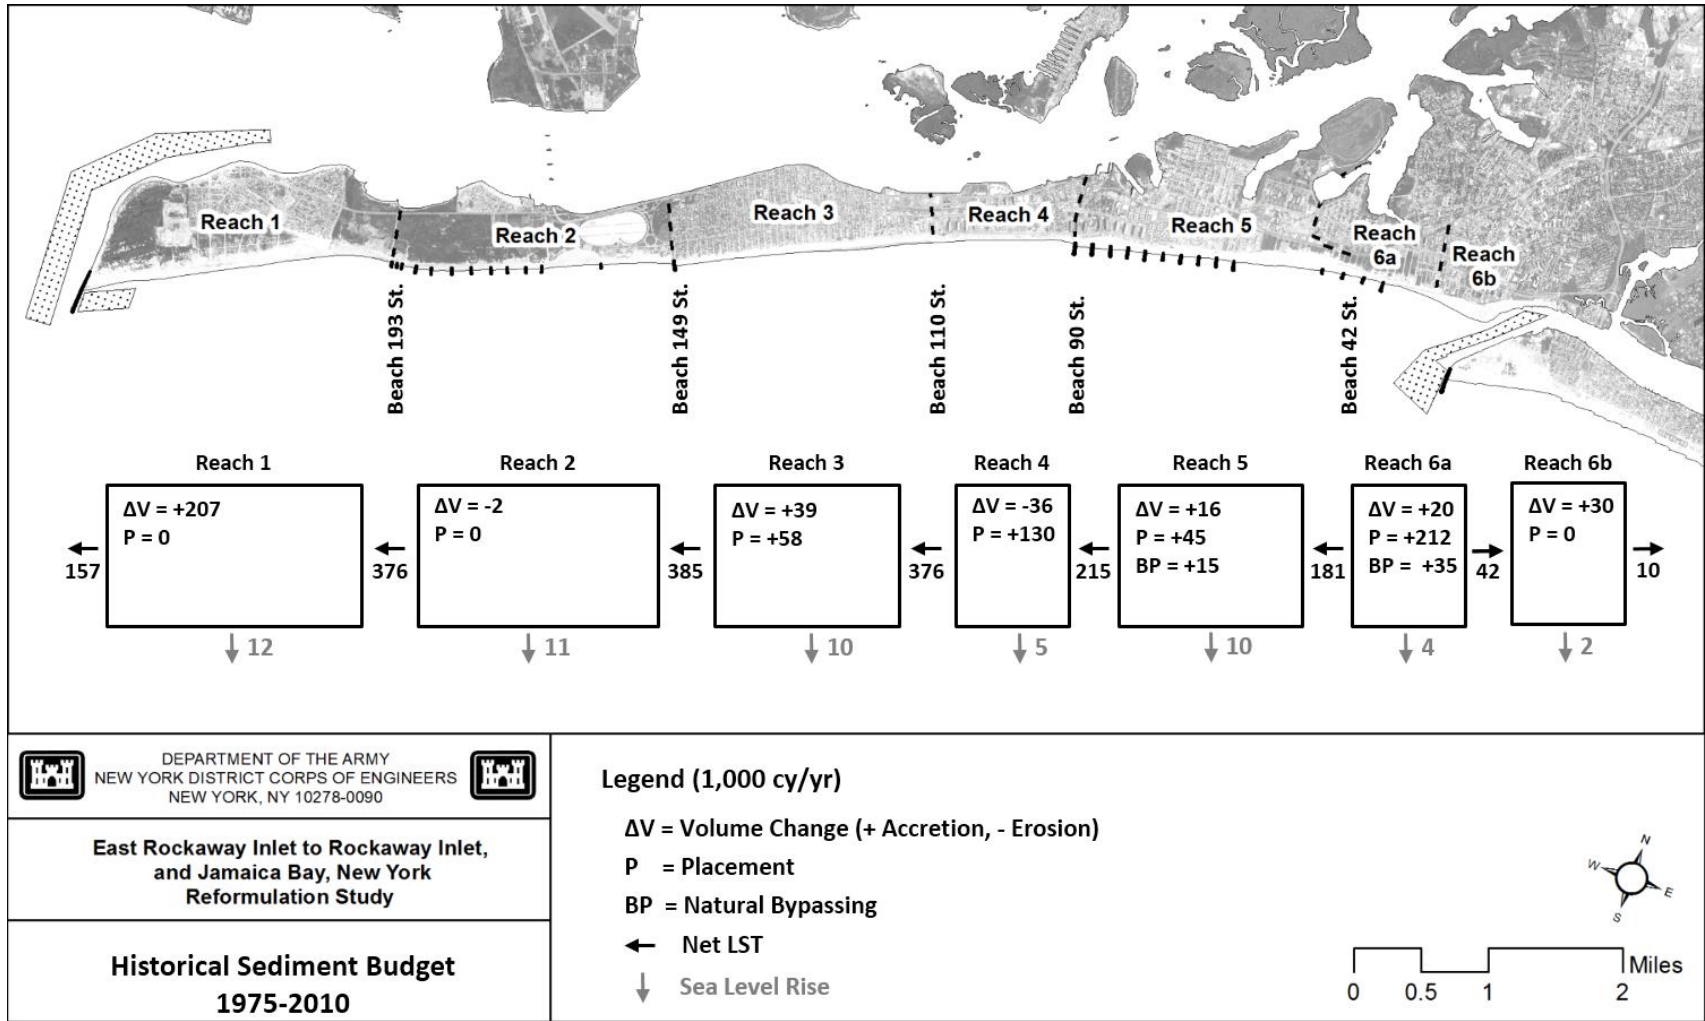 Reach 1
Reach 2
Reach 3
Reach 4
Reach 5
Reach
6a
Reach
6b
Beach 193 St.
Beach 149 St.
Beach 110 St.
Beach 90 St.
Beach 42 St.
Reach 1
ΔV = +207
P = 0
Reach 2
ΔV = -2
P = 0
Reach 3
ΔV = +39
P = +58
Reach 4
ΔV = -36
P = +130
Reach 5
ΔV = +16
P = +45
BP = +15
Reach 6a
ΔV = +20
P = +212
BP = +35
Reach 6b
ΔV = +30
P = 0
157
376
385
376
215
181
42
10
12
11
10
5
10
4
2
DEPARTMENT OF THE ARMY
NEW YORK DISTRICT CORPS OF ENGINEERS
NEW YORK, NY 10278-0090
East Rockaway Inlet to Rockaway Inlet,
and Jamaica Bay, New York
Reformulation Study
Historical Sediment Budget
1975-2010
Legend (1,000 cy/yr)
ΔV = Volume Change (+ Accretion, - Erosion)
P = Placement
BP = Natural Bypassing
Net LST
Sea Level Rise
N
W
E
S
Miles
0 0.5 1 2